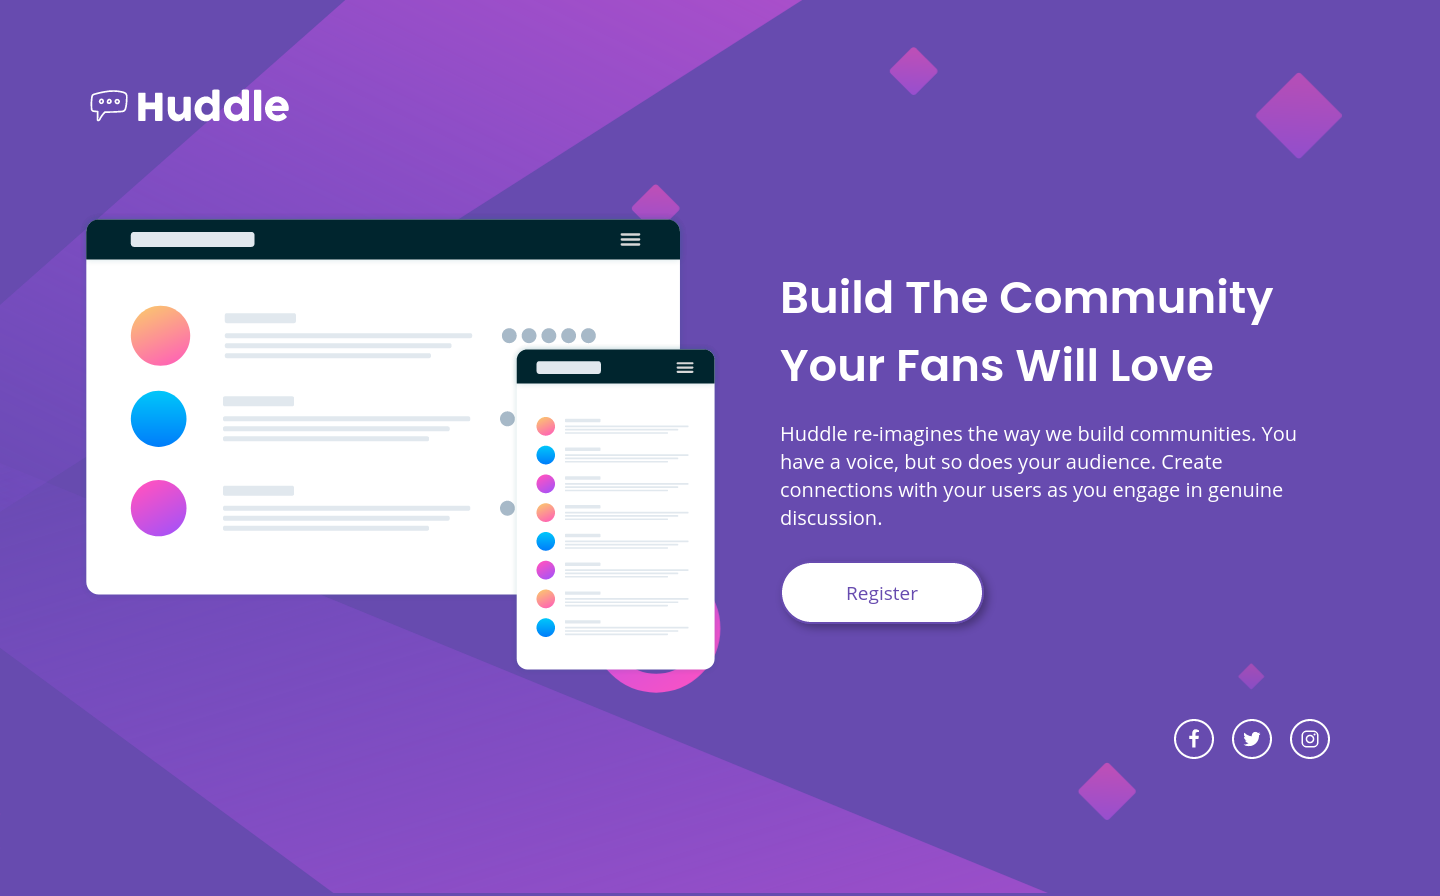 Huddle
Build The Community
Your Fans Will Love
Huddle re-imagines the way we build communities. You
have a voice, but so does your audience. Create
connections with your users as you engage in genuine
discussion.
Register